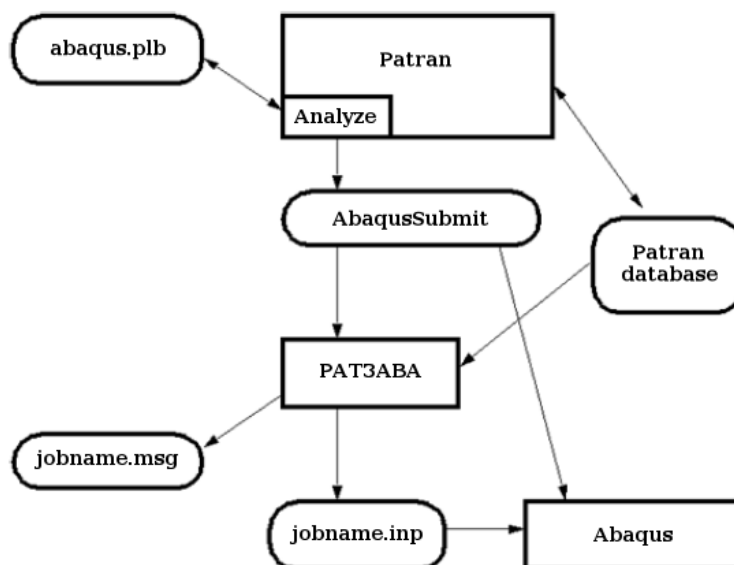 abaqus.plb
Patran
Analyze
AbaqusSubmit
Patran
database
PAT3ABA
jobname.msg
jobname.inp
Abaqus